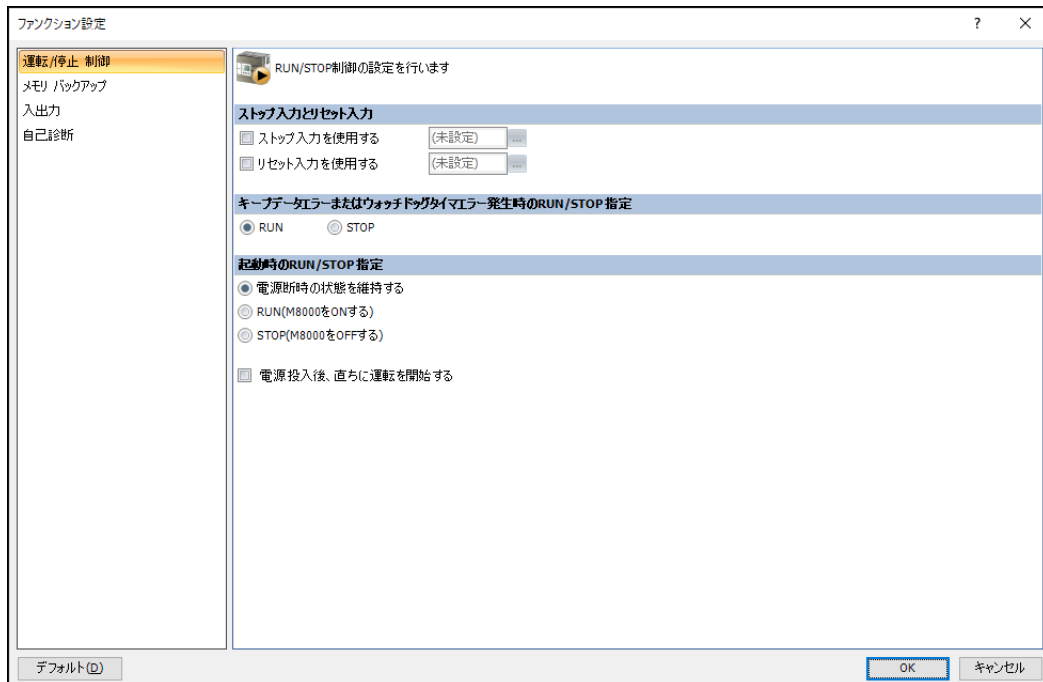 ファンクション設定
? ×
運転/停止 制御
メモリ バックアップ
入出力
自己診断
RUN/STOP制御の設定を行います
ストップ入力とリセット入力
ストップ入力を使用する (未設定) ...
リセット入力を使用する (未設定) ...
キープデータエラーまたはウォッチドッグタイマエラー発生時のRUN/STOP指定
RUN STOP
起動時のRUN/STOP指定
電源断時の状態を維持する
RUN(M8000をONする)
STOP(M8000をOFFする)
電源投入後、直ちに運転を開始する
デフォルト(D) OK キャンセル